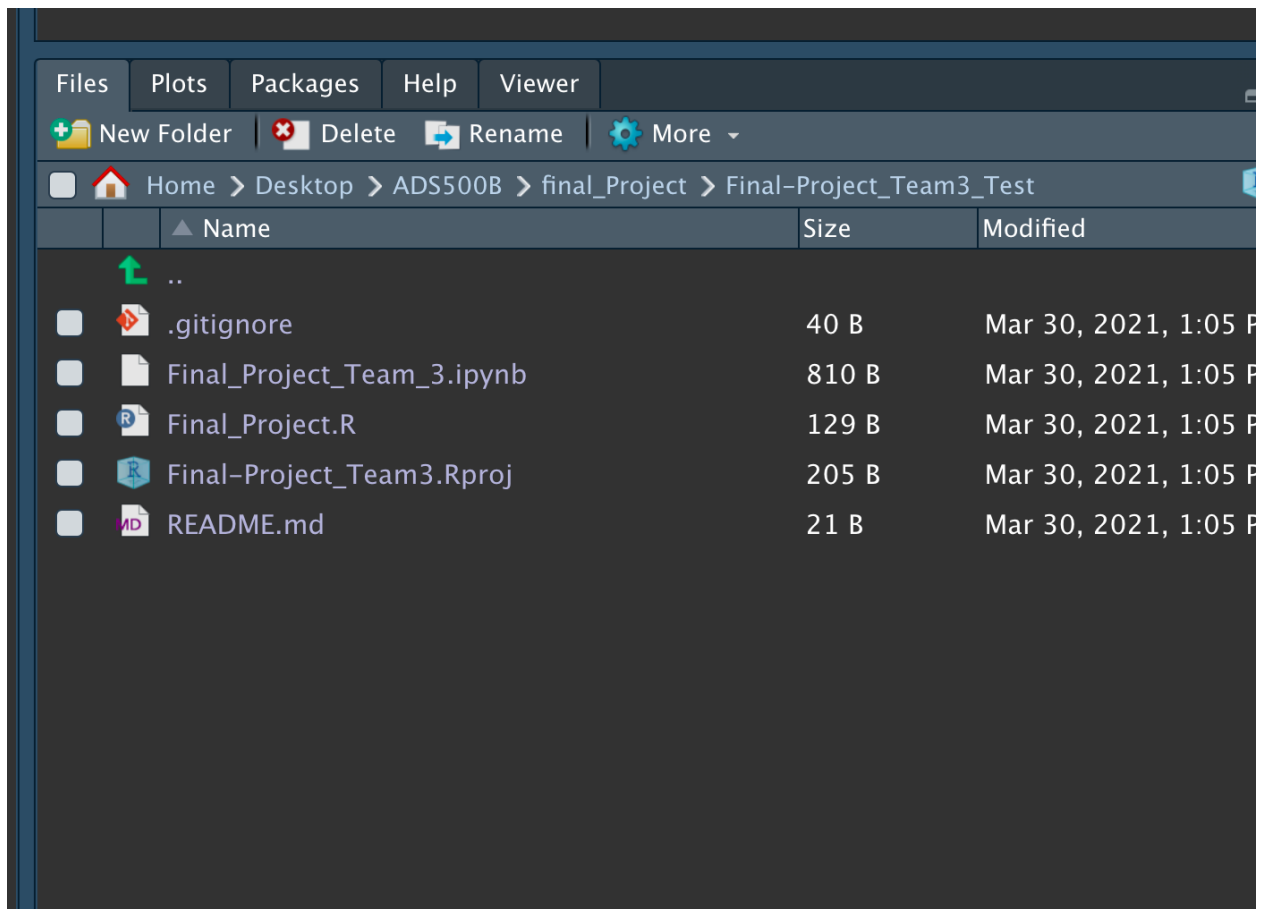 Files Plots Packages Help Viewer
New Folder Delete Rename More
Home Desktop ADS500B final_Project Final-Project_Team3_Test
Name Size Modified
..
.gitignore 40 B Mar 30, 2021, 1:05 P
Final_Project_Team_3.ipynb 810 B Mar 30, 2021, 1:05 P
R Final_Project.R 129 B Mar 30, 2021, 1:05 P
R Final-Project_Team3.Rproj 205 B Mar 30, 2021, 1:05 P
MD README.md 21 B Mar 30, 2021, 1:05 P